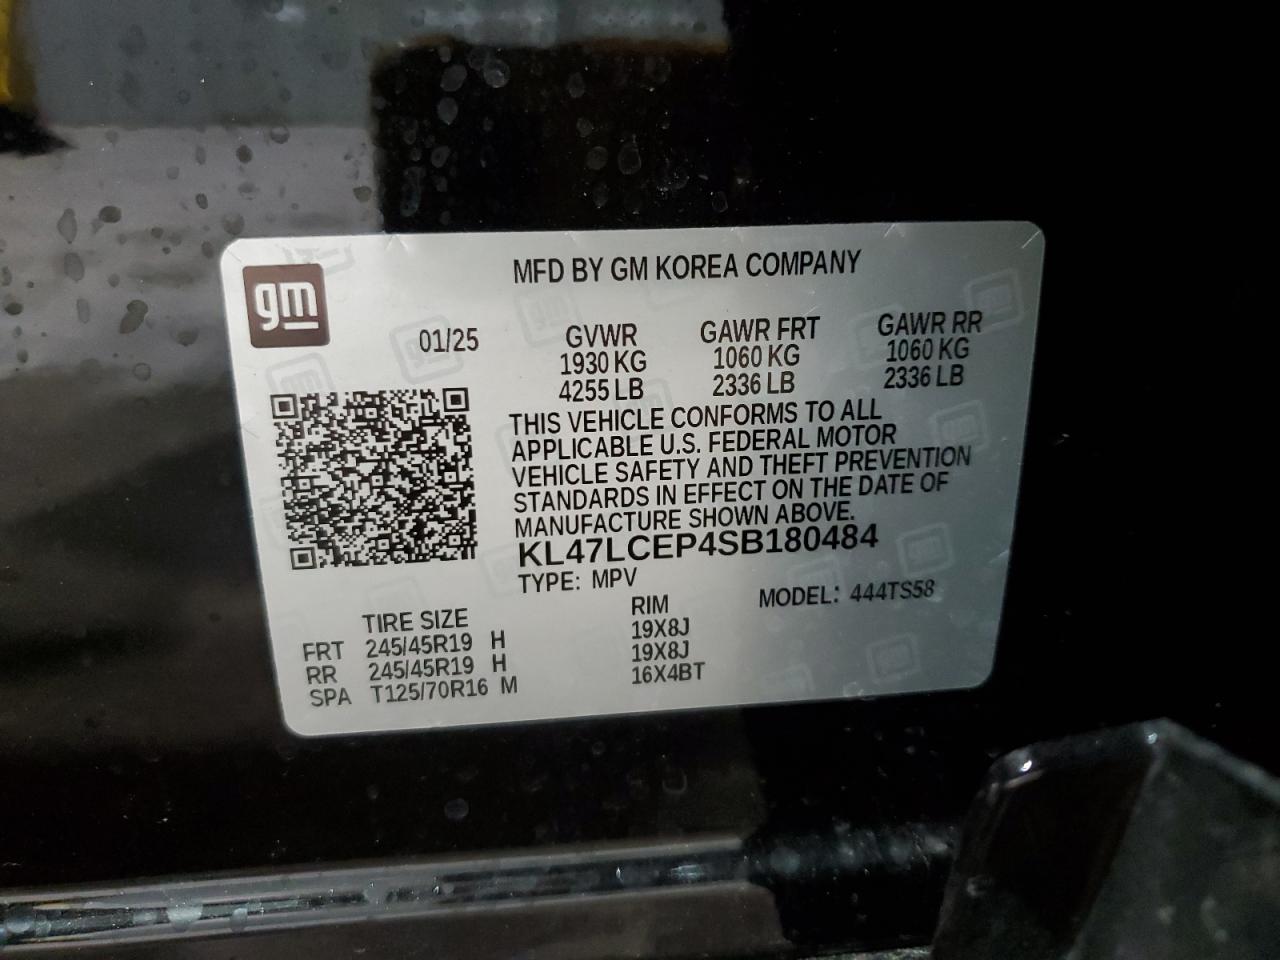 gm
MFD BY GM KOREA COMPANY
01/25 GVWR GAWR FRT GAWR RR
1930 KG 1060 KG 1060 KG
4255 LB 2336 LB 2336 LB
THIS VEHICLE CONFORMS TO ALL
APPLICABLE U.S. FEDERAL MOTOR
VEHICLE SAFETY AND THEFT PREVENTION
STANDARDS IN EFFECT ON THE DATE OF
MANUFACTURE SHOWN ABOVE.
KL47LCEP4SB180484
TYPE: MPV MODEL: 444TS58
TIRE SIZE RIM
FRT 245/45R19 H 19X8J
RR 245/45R19 H 19X8J
SPA T125/70R16 M 16X4BT